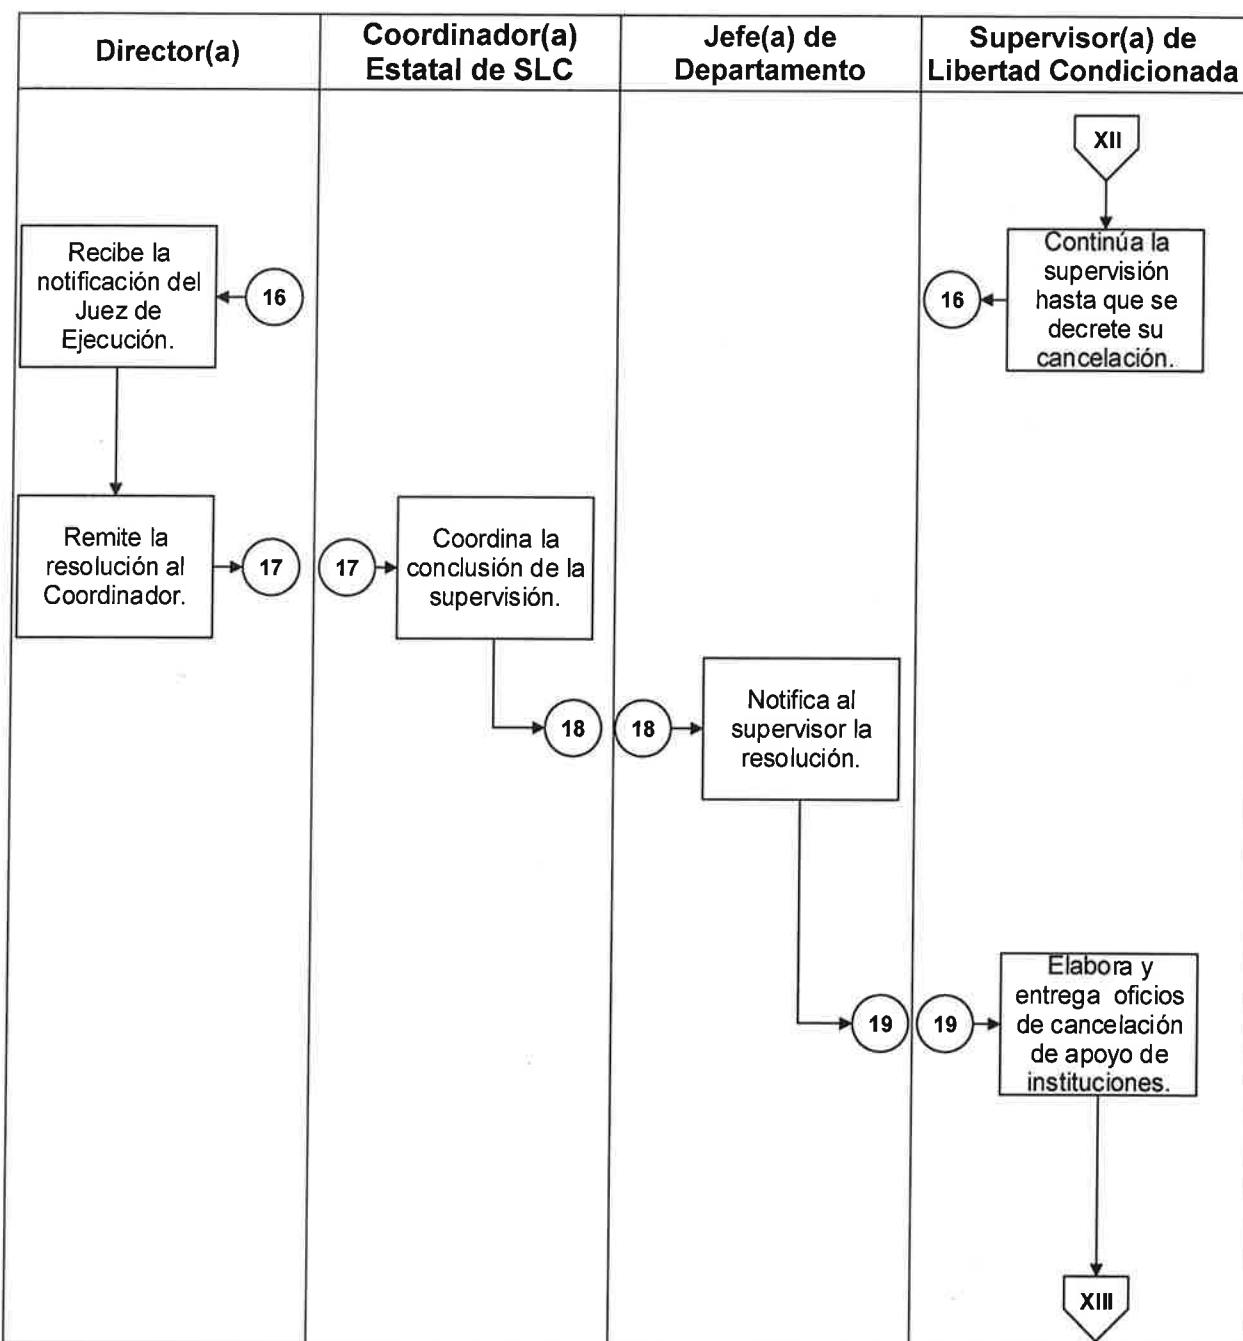 Director(a)
Coordinador(a)
Estatal de SLC
Jefe(a) de
Departamento
Supervisor(a) de
Libertad Condicionada
XII
Recibe la
notificación del
Juez de
Ejecución.
16
16
Continúa la
supervisión
hasta que se
decrete su
cancelación.
Remite la
resolución al
Coordinador.
17
17
Coordina la
conclusión de la
supervisión.
18
18
Notifica al
supervisor la
resolución.
19
19
Elabora y
entrega oficios
de cancelación
de apoyo de
instituciones.
XIII